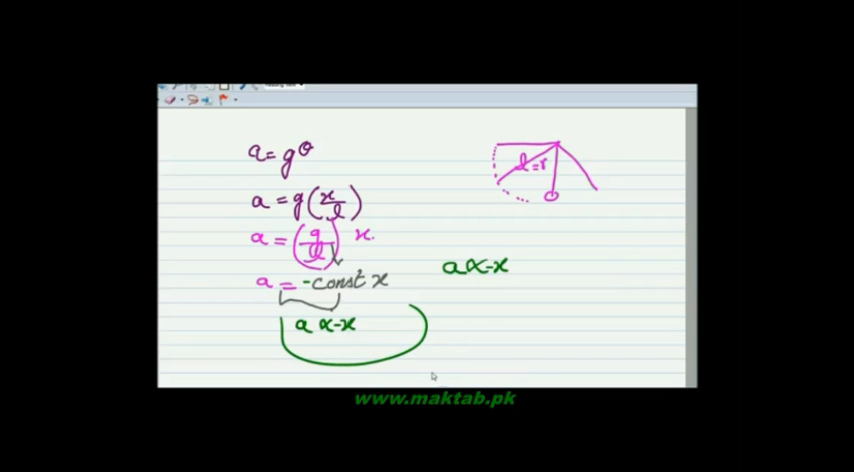 a = gθ
a = g(x/l)
a = (g/l) x.
a = -const x
a ∝ -x
l = r
a ∝ -x
www.maktab.pk